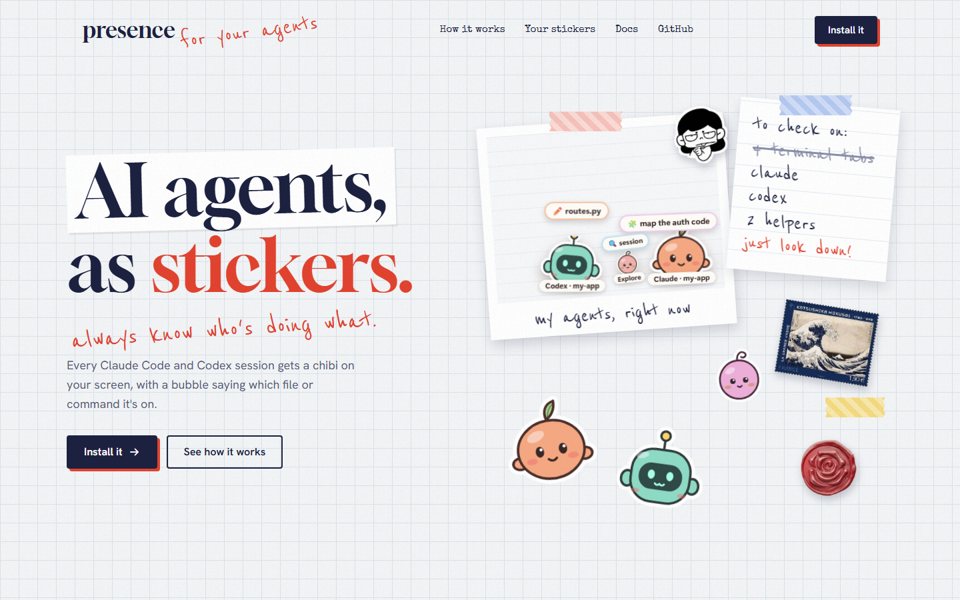 presence for your agents
How it works
Your stickers
Docs
GitHub
Install it
AI agents,
as stickers.
always know who's doing what.
Every Claude Code and Codex session gets a chibi on
your screen, with a bubble saying which file or
command it's on.
Install it →
See how it works
routes.py
map the auth code
session
Codex · my-app
Explore
Claude · my-app
my agents, right now
to check on:
4 terminal tabs
claude
codex
2 helpers
just look down!
KATSUSHIKA HOKUSAI